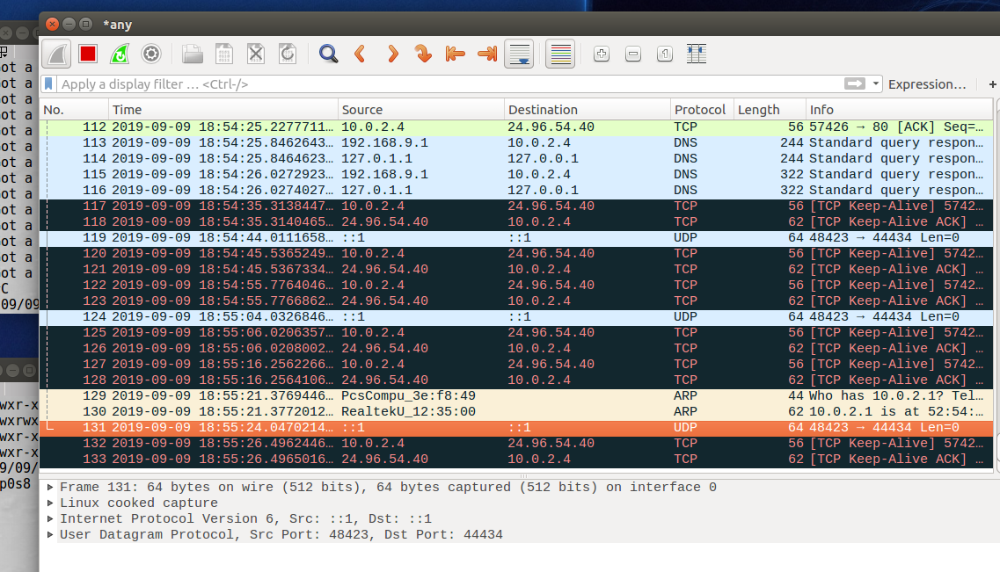 *any
Apply a display filter … <Ctrl-/>
Expression…
+
No. Time Source Destination Protocol Length Info
112 2019-09-09 18:54:25.2277711… 10.0.2.4 24.96.54.40 TCP 56 57426 → 80 [ACK] Seq=…
113 2019-09-09 18:54:25.8462643… 192.168.9.1 10.0.2.4 DNS 244 Standard query respon…
114 2019-09-09 18:54:25.8464623… 127.0.1.1 127.0.0.1 DNS 244 Standard query respon…
115 2019-09-09 18:54:26.0272923… 192.168.9.1 10.0.2.4 DNS 322 Standard query respon…
116 2019-09-09 18:54:26.0274027… 127.0.1.1 127.0.0.1 DNS 322 Standard query respon…
117 2019-09-09 18:54:35.3138447… 10.0.2.4 24.96.54.40 TCP 56 [TCP Keep-Alive] 5742…
118 2019-09-09 18:54:35.3140465… 24.96.54.40 10.0.2.4 TCP 62 [TCP Keep-Alive ACK] …
119 2019-09-09 18:54:44.0111658… ::1 ::1 UDP 64 48423 → 44434 Len=0
120 2019-09-09 18:54:45.5365249… 10.0.2.4 24.96.54.40 TCP 56 [TCP Keep-Alive] 5742…
121 2019-09-09 18:54:45.5367334… 24.96.54.40 10.0.2.4 TCP 62 [TCP Keep-Alive ACK] …
122 2019-09-09 18:54:55.7764046… 10.0.2.4 24.96.54.40 TCP 56 [TCP Keep-Alive] 5742…
123 2019-09-09 18:54:55.7766862… 24.96.54.40 10.0.2.4 TCP 62 [TCP Keep-Alive ACK] …
124 2019-09-09 18:55:04.0326846… ::1 ::1 UDP 64 48423 → 44434 Len=0
125 2019-09-09 18:55:06.0206357… 10.0.2.4 24.96.54.40 TCP 56 [TCP Keep-Alive] 5742…
126 2019-09-09 18:55:06.0208002… 24.96.54.40 10.0.2.4 TCP 62 [TCP Keep-Alive ACK] …
127 2019-09-09 18:55:16.2562266… 10.0.2.4 24.96.54.40 TCP 56 [TCP Keep-Alive] 5742…
128 2019-09-09 18:55:16.2564106… 24.96.54.40 10.0.2.4 TCP 62 [TCP Keep-Alive ACK] …
129 2019-09-09 18:55:21.3769446… PcsCompu_3e:f8:49 ARP 44 Who has 10.0.2.1? Tel…
130 2019-09-09 18:55:21.3772012… RealtekU_12:35:00 ARP 62 10.0.2.1 is at 52:54:…
131 2019-09-09 18:55:24.0470214… ::1 ::1 UDP 64 48423 → 44434 Len=0
132 2019-09-09 18:55:26.4962446… 10.0.2.4 24.96.54.40 TCP 56 [TCP Keep-Alive] 5742…
133 2019-09-09 18:55:26.4965016… 24.96.54.40 10.0.2.4 TCP 62 [TCP Keep-Alive ACK] …
Frame 131: 64 bytes on wire (512 bits), 64 bytes captured (512 bits) on interface 0
Linux cooked capture
Internet Protocol Version 6, Src: ::1, Dst: ::1
User Datagram Protocol, Src Port: 48423, Dst Port: 44434
ot a
ot a
ot a
ot a
ot a
ot a
ot a
ot a
ot a
ot a
ot a
ot a
ot a
ot a
C
09/09
wxr-x
wxrwx
wxr-x
wxr-x
9/09/
p0s8